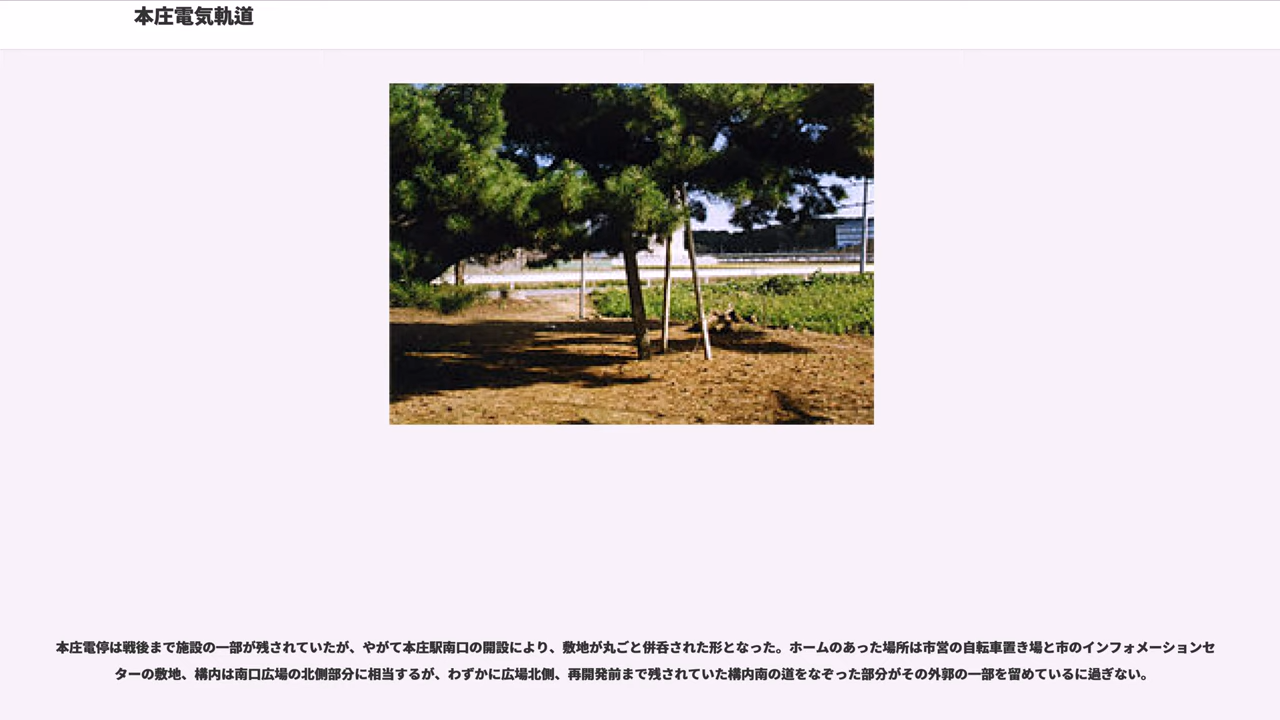 本庄電気軌道
本庄電停は戦後まで施設の一部が残されていたが、やがて本庄駅南口の開設により、敷地が丸ごと併呑された形となった。ホームのあった場所は市営の自転車置き場と市のインフォメーションセ
ターの敷地、構内は南口広場の北側部分に相当するが、わずかに広場北側、再開発前まで残されていた構内南の道をなぞった部分がその外郭の一部を留めているに過ぎない。